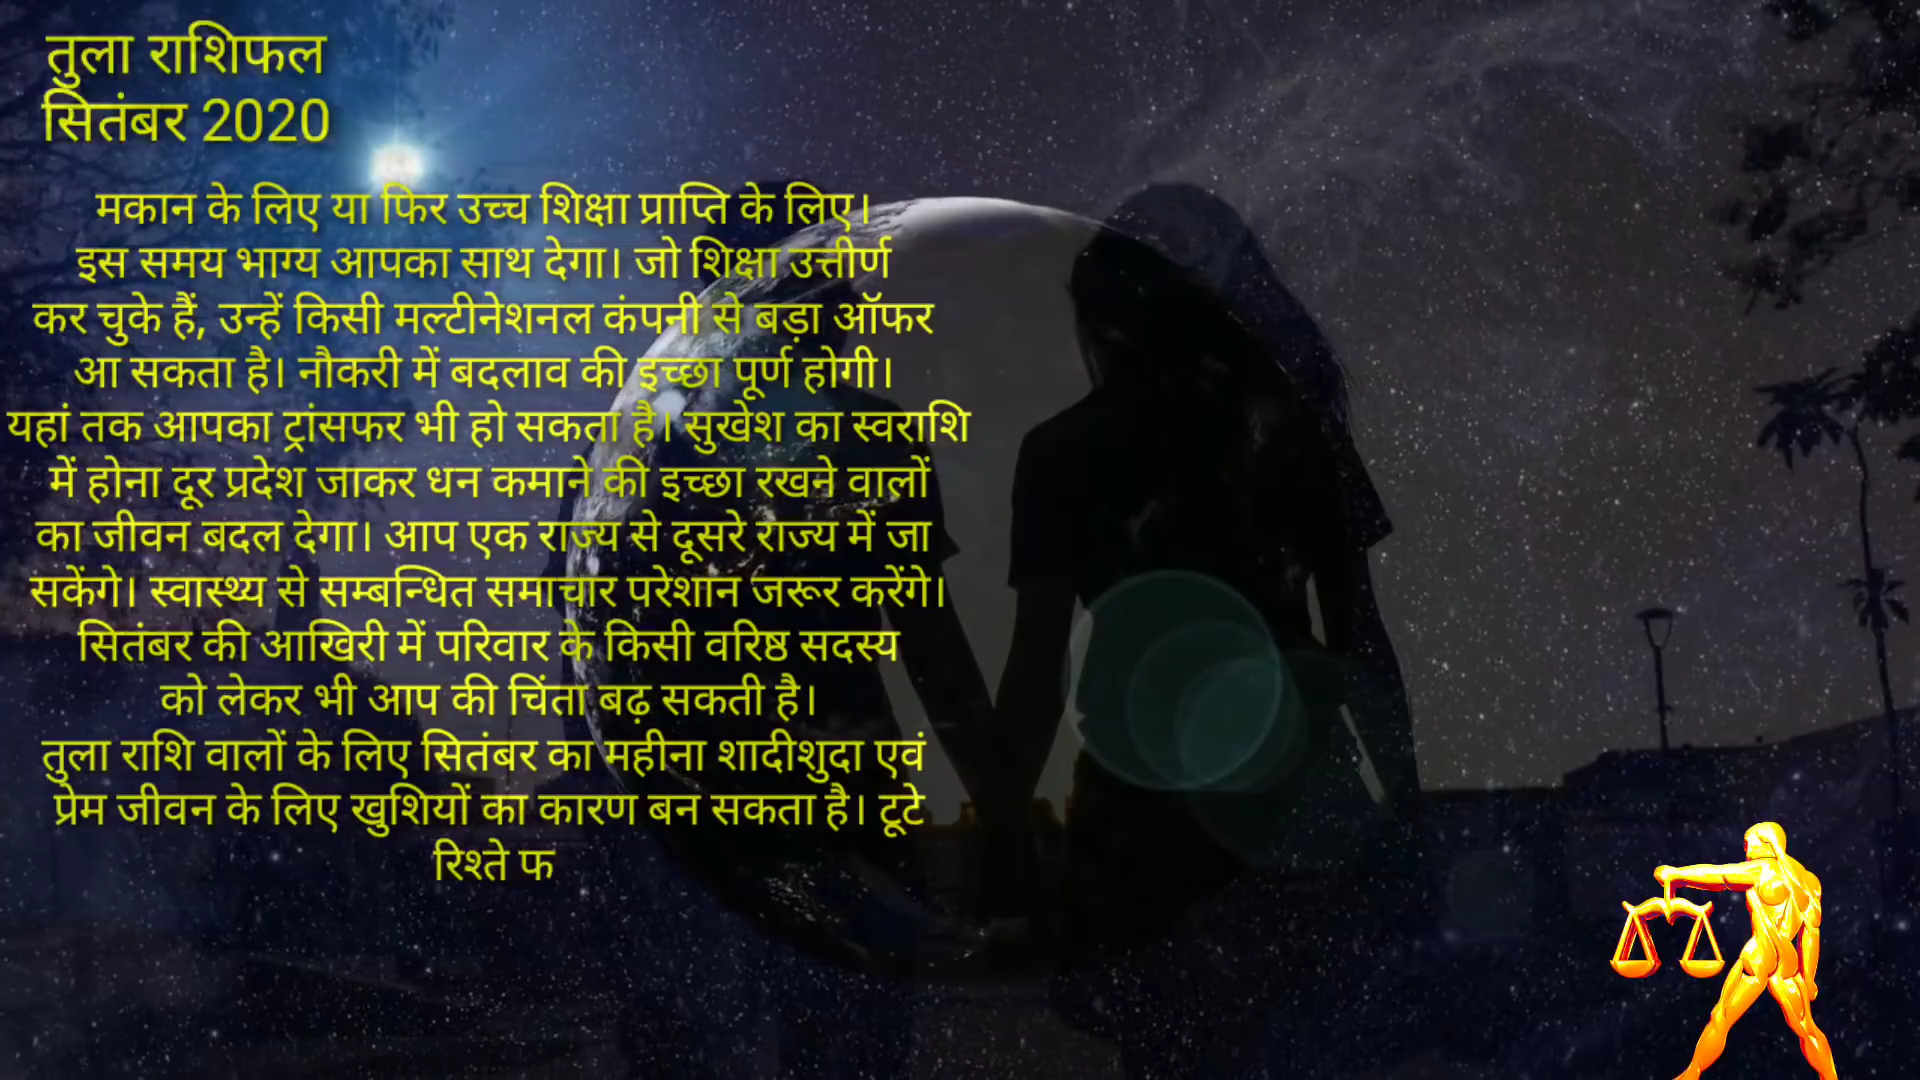 तुला राशिफल
सितंबर 2020
मकान के लिए या फिर उच्च शिक्षा प्राप्ति के लिए।
इस समय भाग्य आपका साथ देगा। जो शिक्षा उत्तीर्ण
कर चुके हैं, उन्हें किसी मल्टीनेशनल कंपनी से बड़ा ऑफर
आ सकता है। नौकरी में बदलाव की इच्छा पूर्ण होगी।
यहां तक आपका ट्रांसफर भी हो सकता है। सुखेश का स्वराशि
में होना दूर प्रदेश जाकर धन कमाने की इच्छा रखने वालों
का जीवन बदल देगा। आप एक राज्य से दूसरे राज्य में जा
सकेंगे। स्वास्थ्य से सम्बन्धित समाचार परेशान जरूर करेंगे।
सितंबर की आखिरी में परिवार के किसी वरिष्ठ सदस्य
को लेकर भी आप की चिंता बढ़ सकती है।
तुला राशि वालों के लिए सितंबर का महीना शादीशुदा एवं
प्रेम जीवन के लिए खुशियों का कारण बन सकता है। टूटे
रिश्ते फ